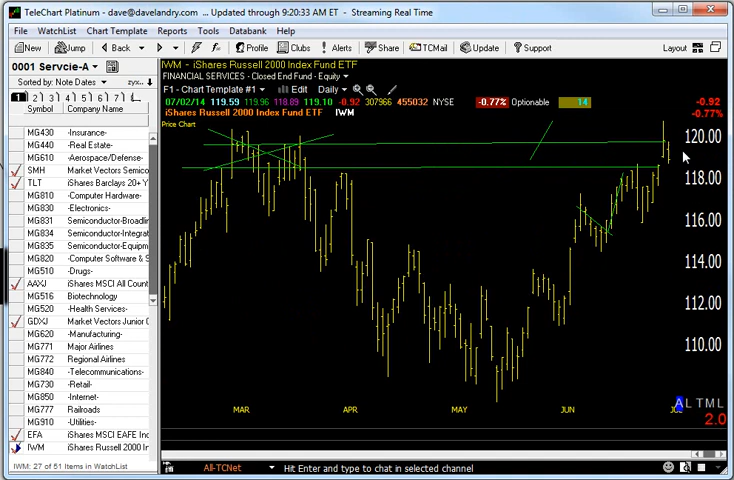 TeleChart Platinum - dave@davelandry.com ... Updated through 9:20:33 AM ET - Streaming Real Time
File WatchList Chart Template Reports Tools Databank Help
New Jump Back Profile Clubs Alerts Share TCMail Update Support Layout
0001 Servcie-A
Sorted by: Note Dates zyx..
1 2 3 4 5 6 7
Symbol Company Name
MG430 -Insurance-
MG440 -Real Estate-
MG610 -Aerospace/Defense-
SMH Market Vectors Semico
TLT iShares Barclays 20+ Y
MG810 -Computer Hardware-
MG830 -Electronics-
MG831 Semiconductor-Broadlin
MG834 Semiconductor-Integrat
MG835 Semiconductor-Equipm
MG820 -Computer Software & S
MG510 -Drugs-
AAXJ iShares MSCI All Count
MG516 Biotechnology
MG520 -Health Services-
GDXJ Market Vectors Junior G
MG620 -Manufacturing-
MG771 Major Airlines
MG772 Regional Airlines
MG840 -Telecommunications-
MG730 -Retail-
MG850 -Internet-
MG777 Railroads
MG910 -Utilities-
EFA iShares MSCI EAFE Ind
IWM iShares Russell 2000 In
IWM: 27 of 51 Items in WatchList
IWM - iShares Russell 2000 Index Fund ETF
FINANCIAL SERVICES - Closed End Fund - Equity
F1 - Chart Template #1 Edit Daily
07/02/14 119.59 119.96 118.89 119.10 -0.92 307966 455032 NYSE -0.77% Optionable 14 -0.92
iShares Russell 2000 Index Fund ETF IWM -0.77%
Price Chart
120.00
118.00
116.00
114.00
112.00
110.00
MAR APR MAY JUN
A L T M L
2.0
All-TCNet Hit Enter and type to chat in selected channel